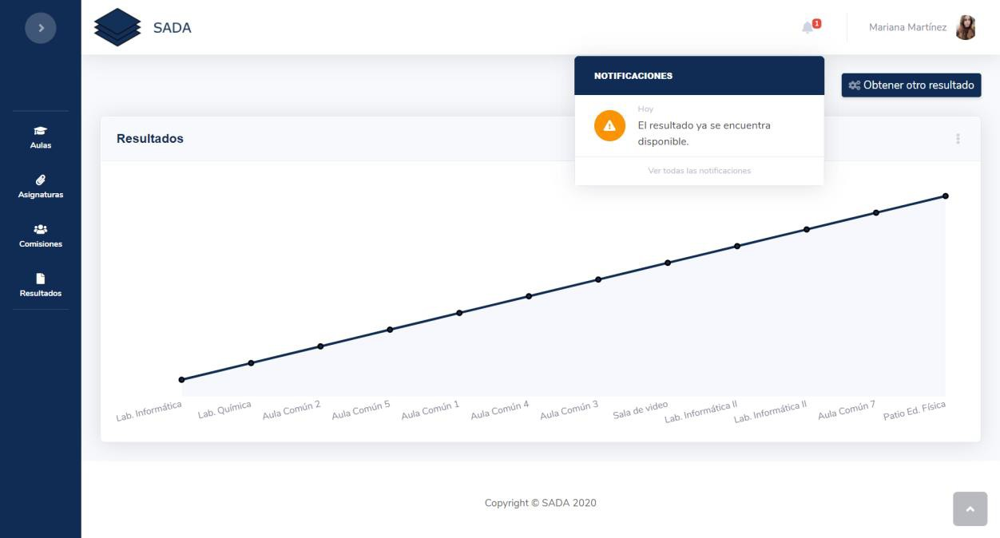 SADA
1
Mariana Martínez
NOTIFICACIONES
Hoy
El resultado ya se encuentra
disponible.
Ver todas las notificaciones
Obtener otro resultado
Aulas
Asignaturas
Comisiones
Resultados
Resultados
Lab. Informática
Lab. Química
Aula Común 2
Aula Común 5
Aula Común 1
Aula Común 4
Aula Común 3
Sala de video
Lab. Informática II
Lab. Informática II
Aula Común 7
Patio Ed. Física
Copyright © SADA 2020